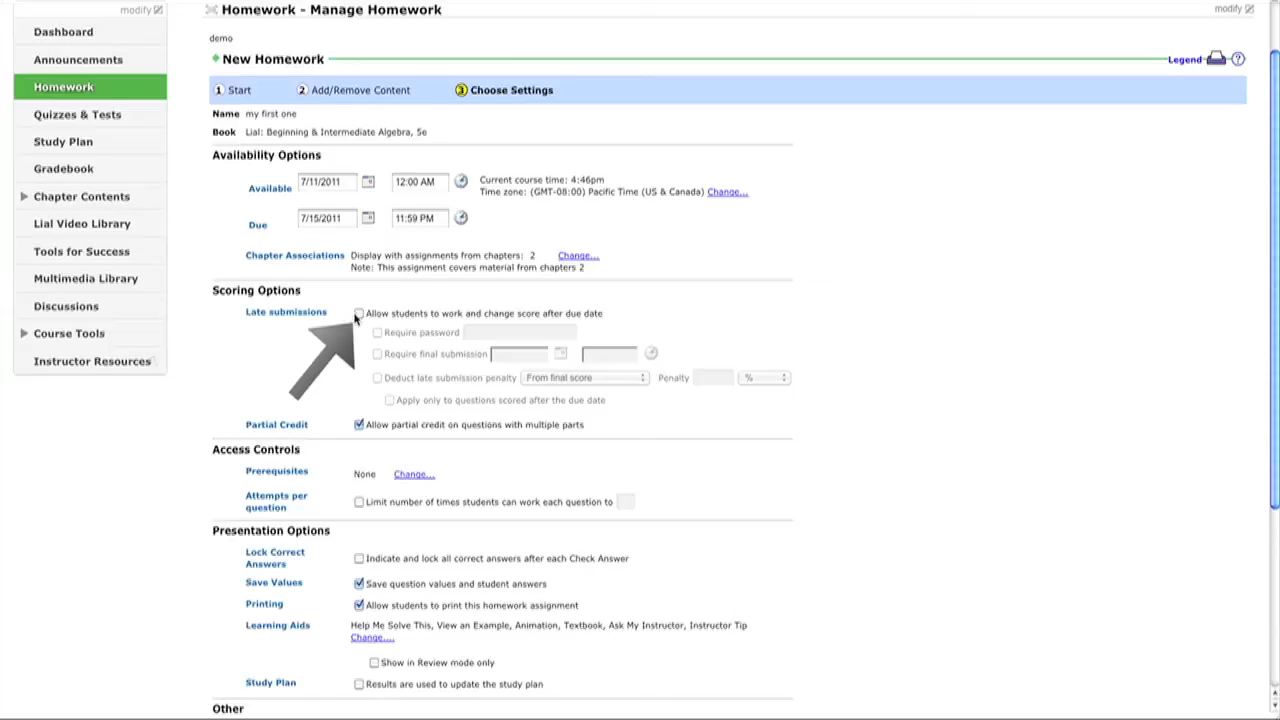 modify
Homework - Manage Homework
modify
Dashboard
Announcements
Homework
Quizzes & Tests
Study Plan
Gradebook
Chapter Contents
Lial Video Library
Tools for Success
Multimedia Library
Discussions
Course Tools
Instructor Resources
demo
New Homework
Legend ?
1 Start 2 Add/Remove Content 3 Choose Settings
Name my first one
Book Lial: Beginning & Intermediate Algebra, 5e
Availability Options
Available 7/11/2011 12:00 AM Current course time: 4:46pm
Time zone: (GMT-08:00) Pacific Time (US & Canada) Change...
Due 7/15/2011 11:59 PM
Chapter Associations Display with assignments from chapters: 2 Change...
Note: This assignment covers material from chapters 2
Scoring Options
Late submissions Allow students to work and change score after due date
Require password
Require final submission
Deduct late submission penalty From final score Penalty %
Apply only to questions scored after the due date
Partial Credit Allow partial credit on questions with multiple parts
Access Controls
Prerequisites None Change...
Attempts per question Limit number of times students can work each question to
Presentation Options
Lock Correct Answers Indicate and lock all correct answers after each Check Answer
Save Values Save question values and student answers
Printing Allow students to print this homework assignment
Learning Aids Help Me Solve This, View an Example, Animation, Textbook, Ask My Instructor, Instructor Tip
Change....
Show in Review mode only
Study Plan Results are used to update the study plan
Other